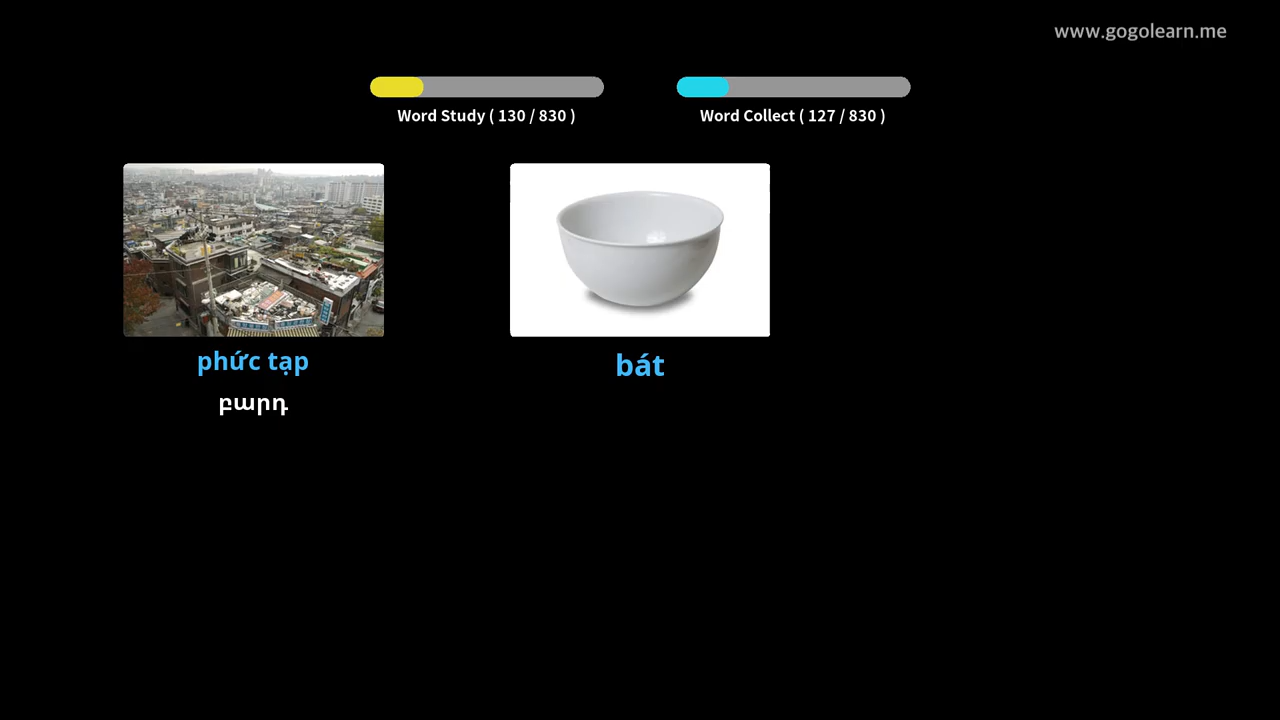 www.gogolearn.me
Word Study ( 130 / 830 )
Word Collect ( 127 / 830 )
phức tạp
բարդ
bát